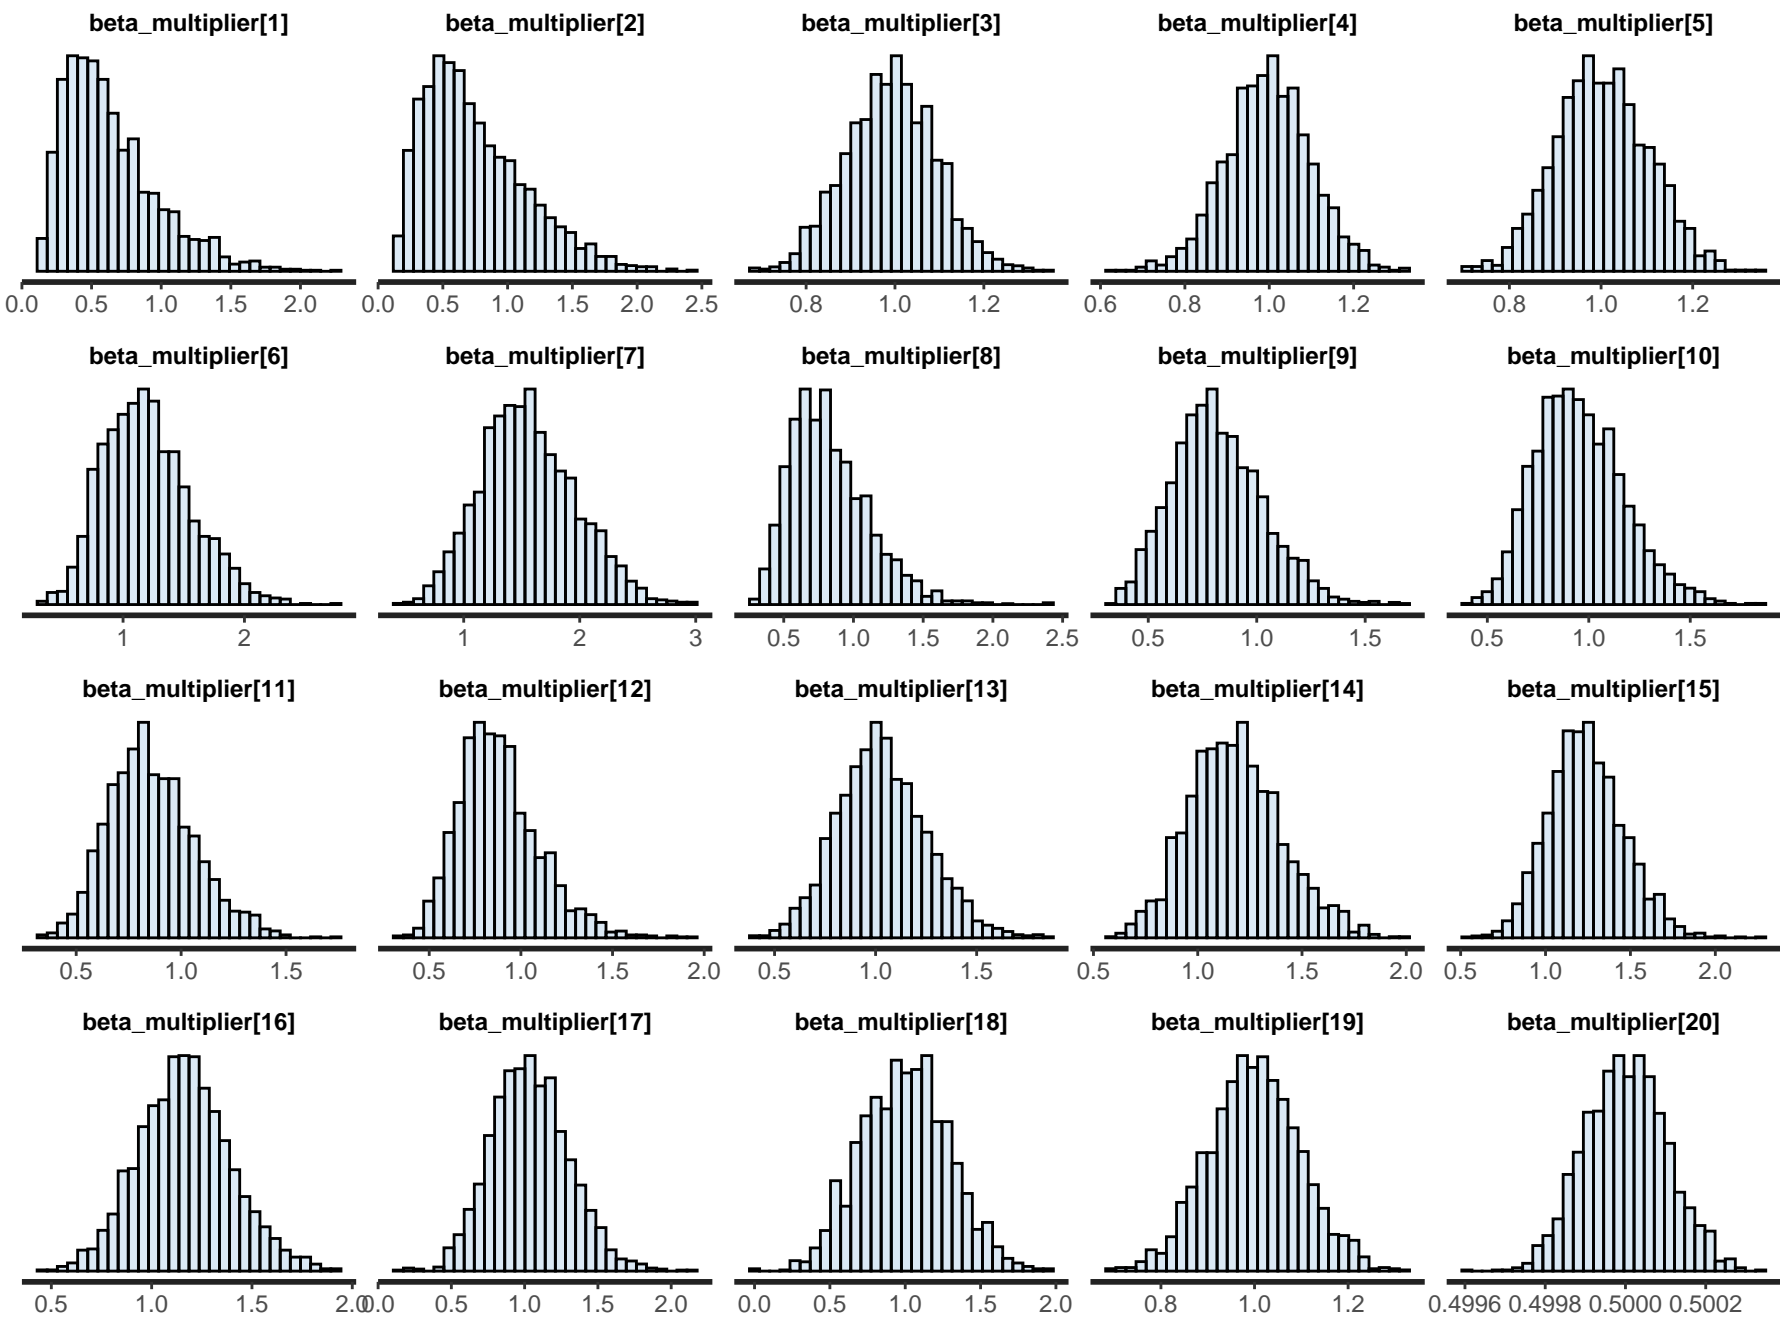 beta_multiplier[1] beta_multiplier[2] beta_multiplier[3] beta_multiplier[4] beta_multiplier[5]
0.0 0.5 1.0 1.5 2.0 0.0 0.5 1.0 1.5 2.0 2.5 0.8 1.0 1.2 0.6 0.8 1.0 1.2 0.8 1.0 1.2
beta_multiplier[6] beta_multiplier[7] beta_multiplier[8] beta_multiplier[9] beta_multiplier[10]
1 2 1 2 3 0.5 1.0 1.5 2.0 2.5 0.5 1.0 1.5 0.5 1.0 1.5
beta_multiplier[11] beta_multiplier[12] beta_multiplier[13] beta_multiplier[14] beta_multiplier[15]
0.5 1.0 1.5 0.5 1.0 1.5 2.0 0.5 1.0 1.5 0.5 1.0 1.5 2.0 0.5 1.0 1.5 2.0
beta_multiplier[16] beta_multiplier[17] beta_multiplier[18] beta_multiplier[19] beta_multiplier[20]
0.5 1.0 1.5 2.0 0.0 0.5 1.0 1.5 2.0 0.0 0.5 1.0 1.5 2.0 0.8 1.0 1.2 0.4996 0.4998 0.5000 0.5002